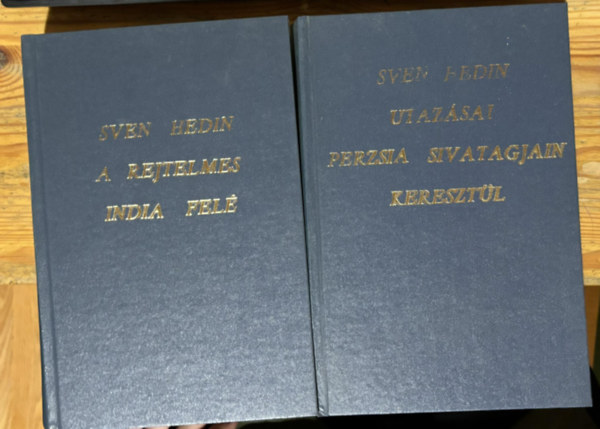 SVEN HEDIN
A REJTELMES
INDIA FELÉ
SVEN HEDIN
UTAZÁSAI
PERZSIA SIVATAGJAIN
KERESZTÜL